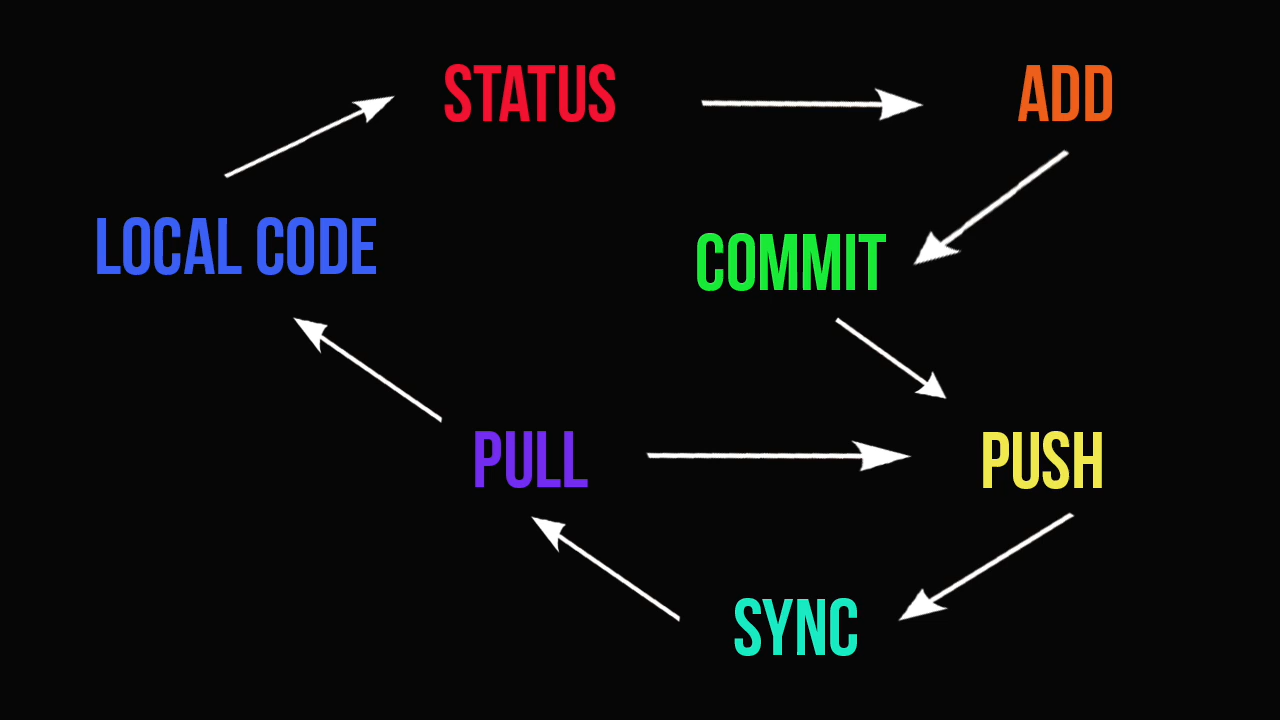 STATUS
ADD
LOCAL CODE
COMMIT
PULL
PUSH
SYNC